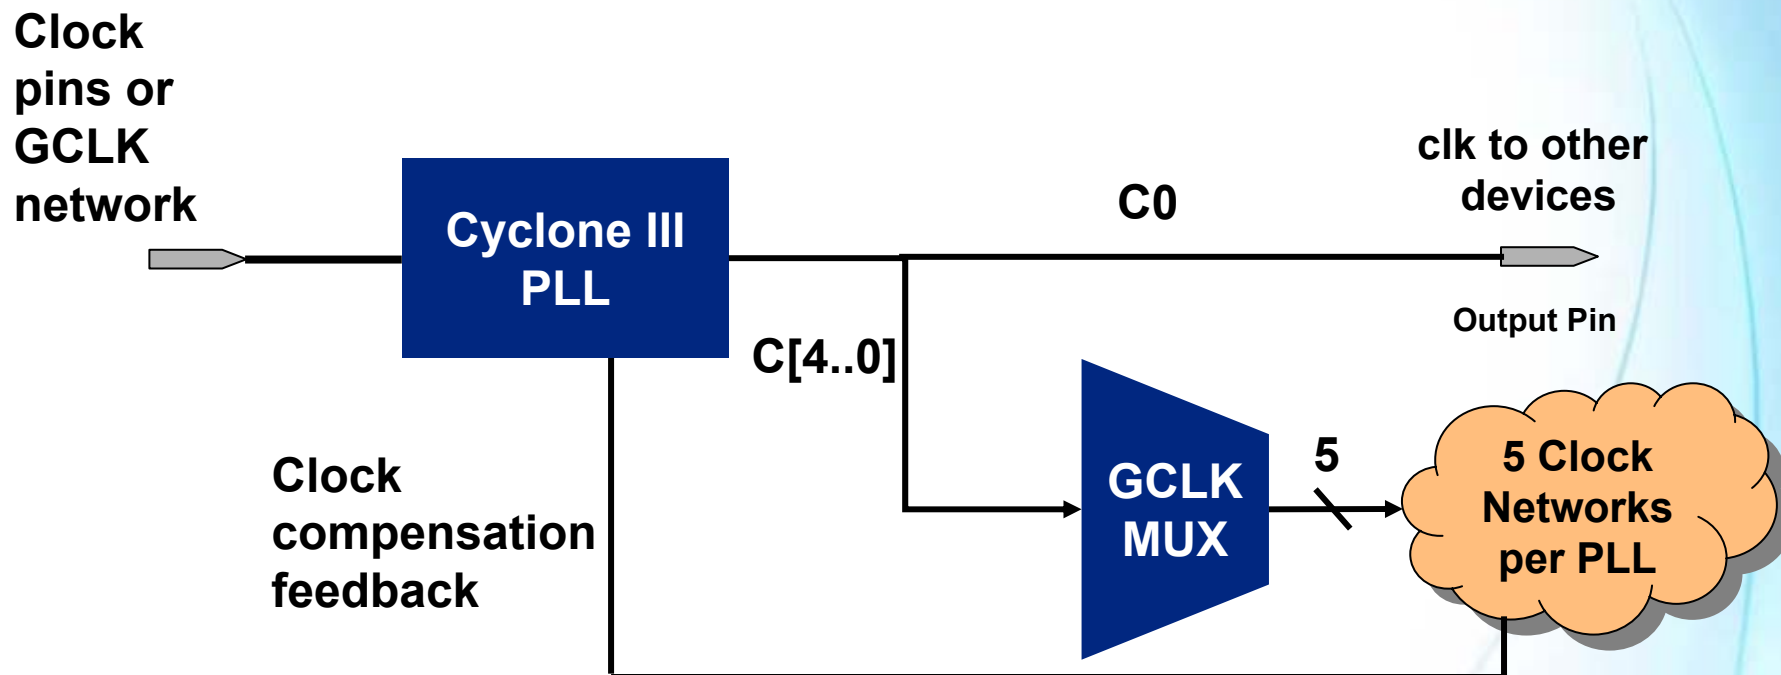 Clock
pins or
GCLK
network
Cyclone III
PLL
C0
clk to other
devices
Output Pin
C[4..0]
Clock
compensation
feedback
GCLK
MUX
5
5 Clock
Networks
per PLL